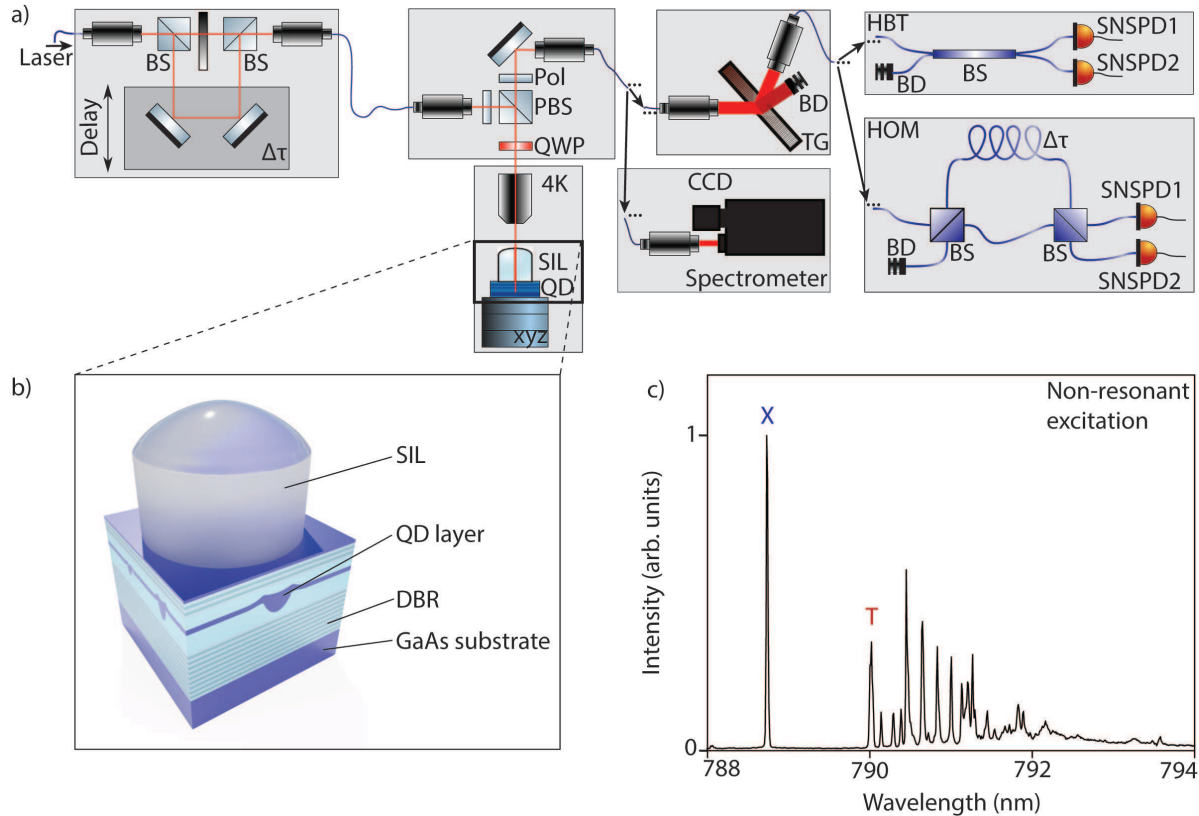 a)
Laser
BS
BS
Delay
Δτ
Pol
PBS
QWP
4K
SIL
QD
xyz
BD
TG
CCD
Spectrometer
HBT
BD
BS
SNSPD1
SNSPD2
HOM
Δτ
BD
BS
BS
SNSPD1
SNSPD2
b)
SIL
QD layer
DBR
GaAs substrate
c)
Non-resonant
excitation
X
T
Intensity (arb. units)
1
0
788
790
792
794
Wavelength (nm)